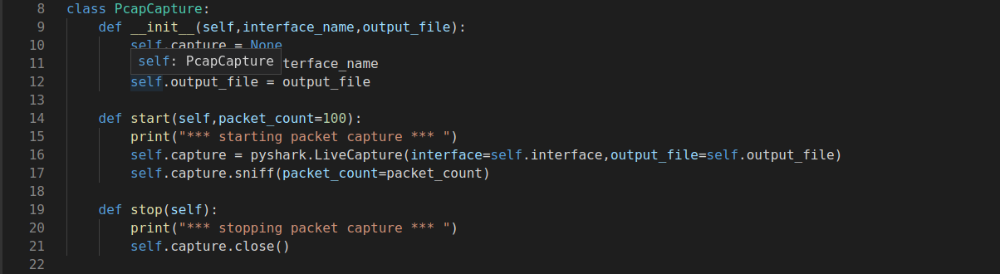 8 class PcapCapture:
9 def __init__(self,interface_name,output_file):
10 self.capture = None
11 terface_name
self: PcapCapture
12 self.output_file = output_file
13
14 def start(self,packet_count=100):
15 print("*** starting packet capture *** ")
16 self.capture = pyshark.LiveCapture(interface=self.interface,output_file=self.output_file)
17 self.capture.sniff(packet_count=packet_count)
18
19 def stop(self):
20 print("*** stopping packet capture *** ")
21 self.capture.close()
22